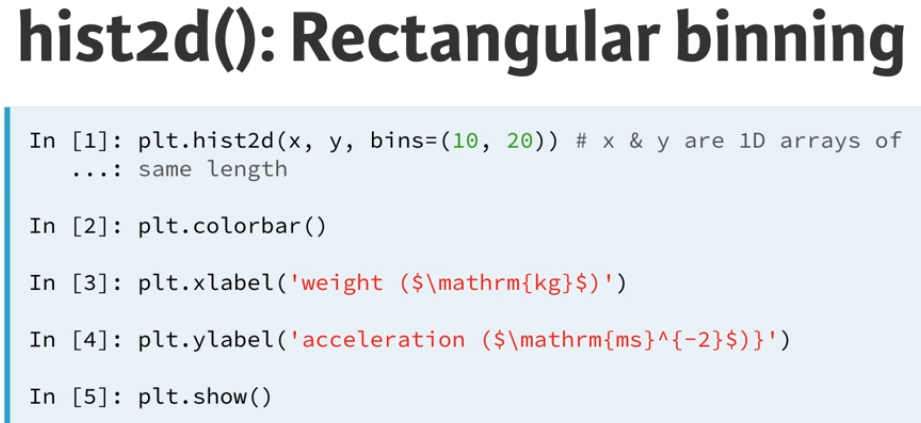 hist2d(): Rectangular binning
In [1]: plt.hist2d(x, y, bins=(10, 20)) # x & y are 1D arrays of
...: same length
In [2]: plt.colorbar()
In [3]: plt.xlabel('weight ($\mathrm{kg}$)')
In [4]: plt.ylabel('acceleration ($\mathrm{ms}^{-2}$)}')
In [5]: plt.show()